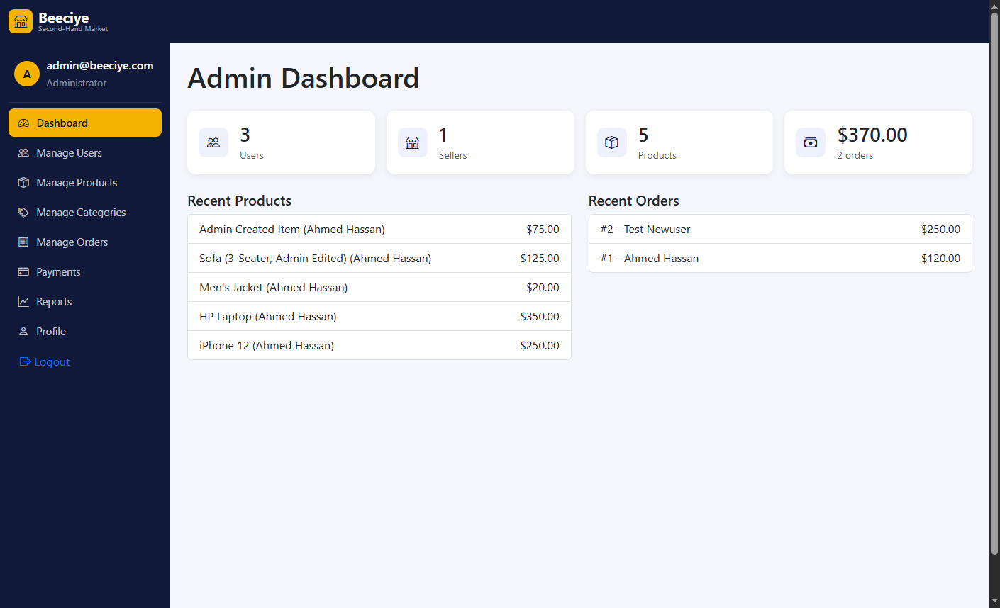 Beeciye
Second-Hand Market
A
admin@beeciye.com
Administrator
Dashboard
Manage Users
Manage Products
Manage Categories
Manage Orders
Payments
Reports
Profile
Logout
Admin Dashboard
3
Users
1
Sellers
5
Products
$370.00
2 orders
Recent Products
Admin Created Item (Ahmed Hassan) $75.00
Sofa (3-Seater, Admin Edited) (Ahmed Hassan) $125.00
Men's Jacket (Ahmed Hassan) $20.00
HP Laptop (Ahmed Hassan) $350.00
iPhone 12 (Ahmed Hassan) $250.00
Recent Orders
#2 - Test Newuser $250.00
#1 - Ahmed Hassan $120.00